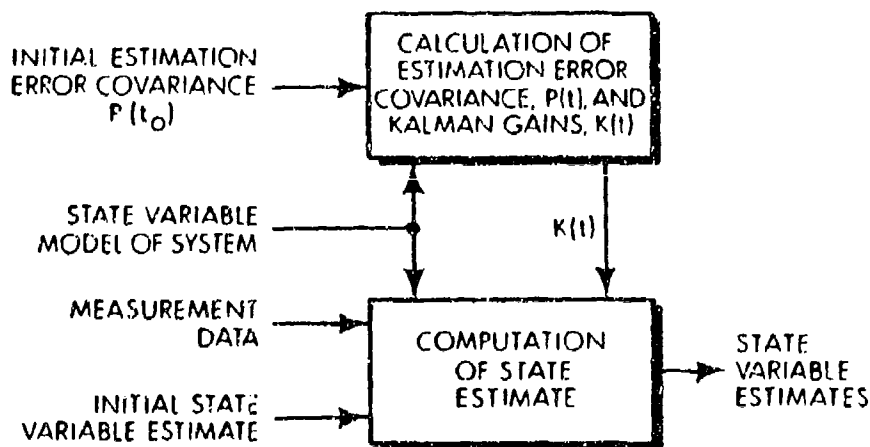 INITIAL ESTIMATION
ERROR COVARIANCE
P(t₀)
CALCULATION OF
ESTIMATION ERROR
COVARIANCE, P(t), AND
KALMAN GAINS, K(t)
STATE VARIABLE
MODEL OF SYSTEM
K(t)
MEASUREMENT
DATA
INITIAL STATE
VARIABLE ESTIMATE
COMPUTATION
OF STATE
ESTIMATE
STATE
VARIABLE
ESTIMATES